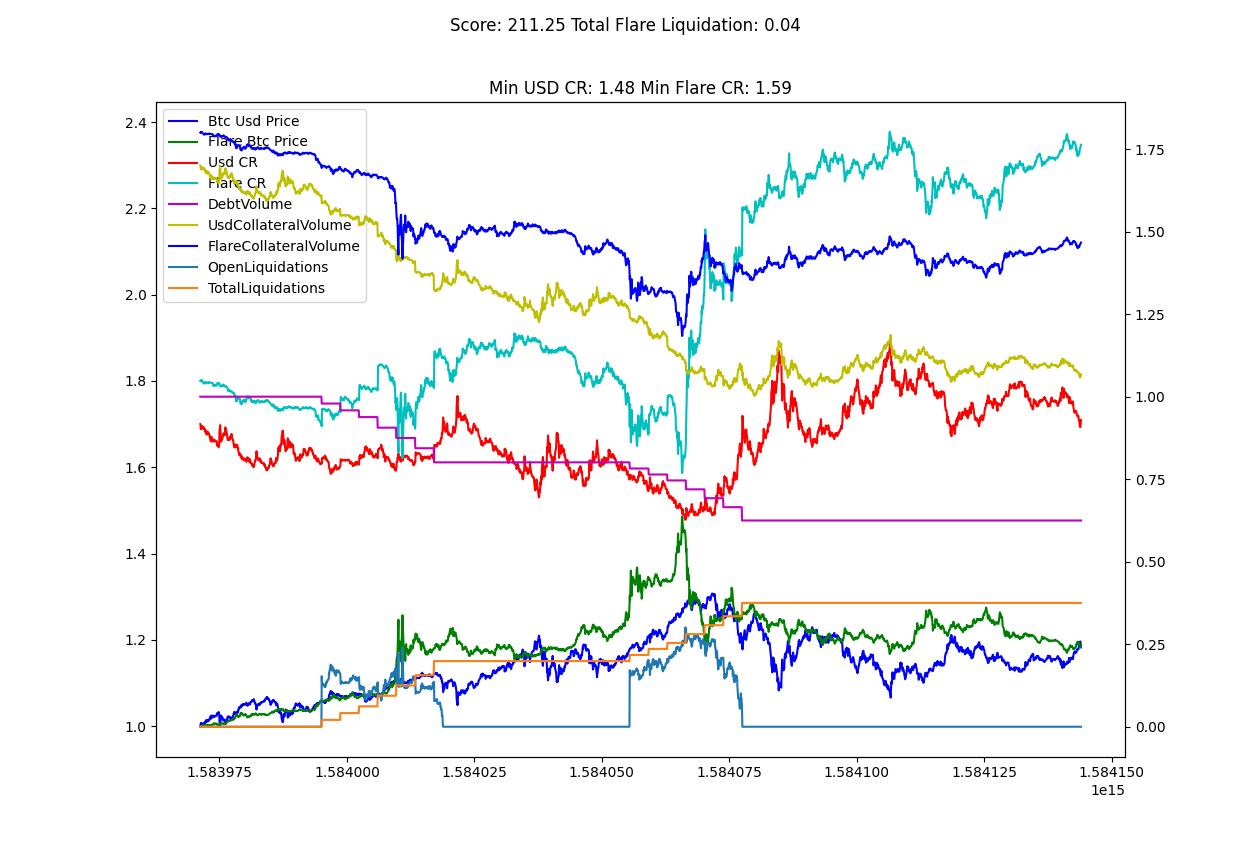 Score: 211.25 Total Flare Liquidation: 0.04
Min USD CR: 1.48 Min Flare CR: 1.59
Btc Usd Price
Flare Btc Price
Usd CR
Flare CR
DebtVolume
UsdCollateralVolume
FlareCollateralVolume
OpenLiquidations
TotalLiquidations
2.4
2.2
2.0
1.8
1.6
1.4
1.2
1.0
1.75
1.50
1.25
1.00
0.75
0.50
0.25
0.00
1.583975 1.584000 1.584025 1.584050 1.584075 1.584100 1.584125 1.584150
1e15